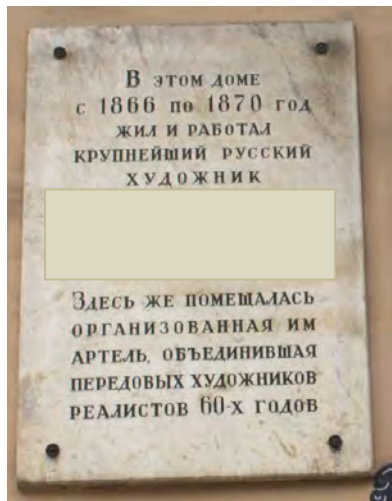 В этом доме
с 1866 по 1870 год
жил и работал
крупнейший русский
художник
Здесь же помещалась
организованная им
артель, объединившая
передовых художников
реалистов 60-х годов